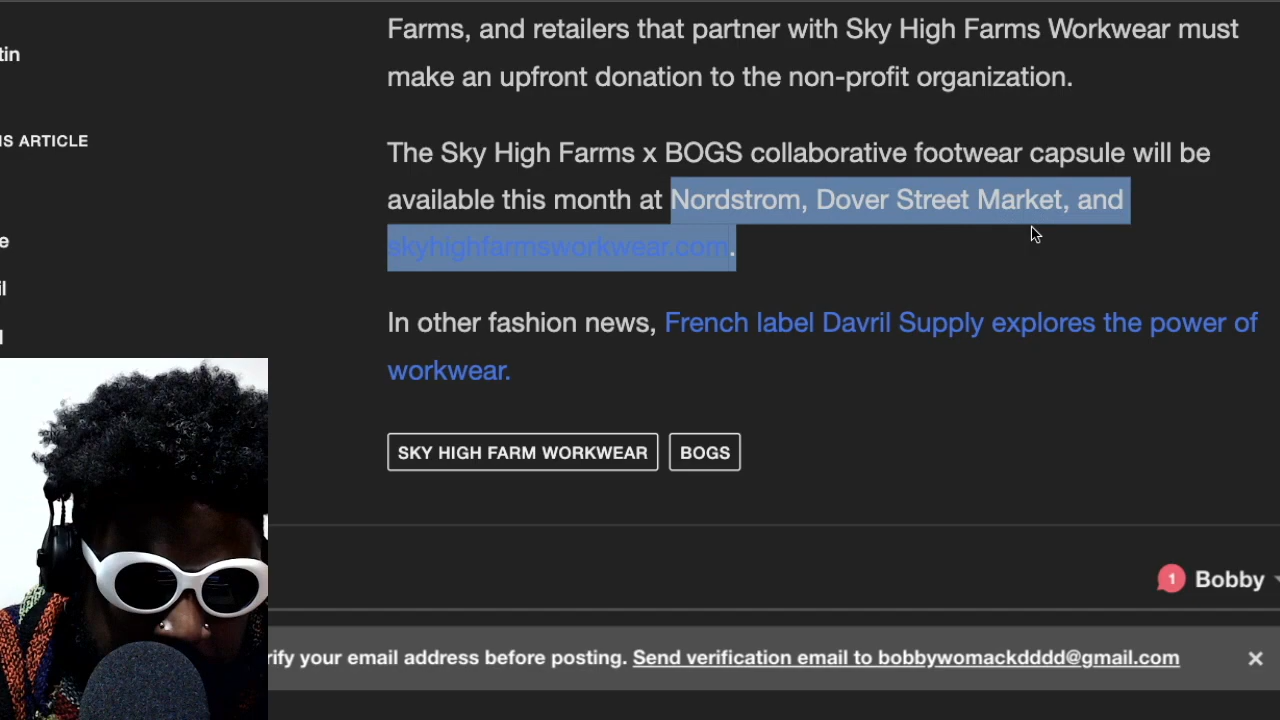 Farms, and retailers that partner with Sky High Farms Workwear must
tin
make an upfront donation to the non-profit organization.
IS ARTICLE
The Sky High Farms x BOGS collaborative footwear capsule will be
available this month at Nordstrom, Dover Street Market, and
skyhighfarmsworkwear.com.
In other fashion news, French label Davril Supply explores the power of
workwear.
SKY HIGH FARM WORKWEAR BOGS
1 Bobby
rify your email address before posting. Send verification email to bobbywomackdddd@gmail.com